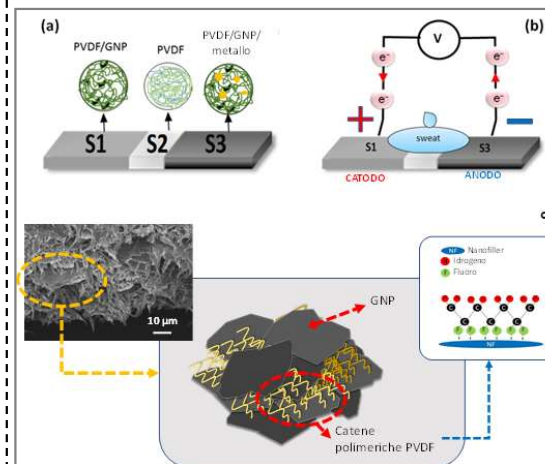 (a)
PVDF/GNP
PVDF
PVDF/GNP/
metallo
S1
S2
S3
(b)
V
e⁻
e⁻
e⁻
e⁻
+
−
S1
sweat
S3
CATODO
ANODO
10 µm
GNP
Catene
polimeriche PVDF
NF Nanofiller
Idrogeno
F Fluoro
C C C
C C C
F F F F F F
NF